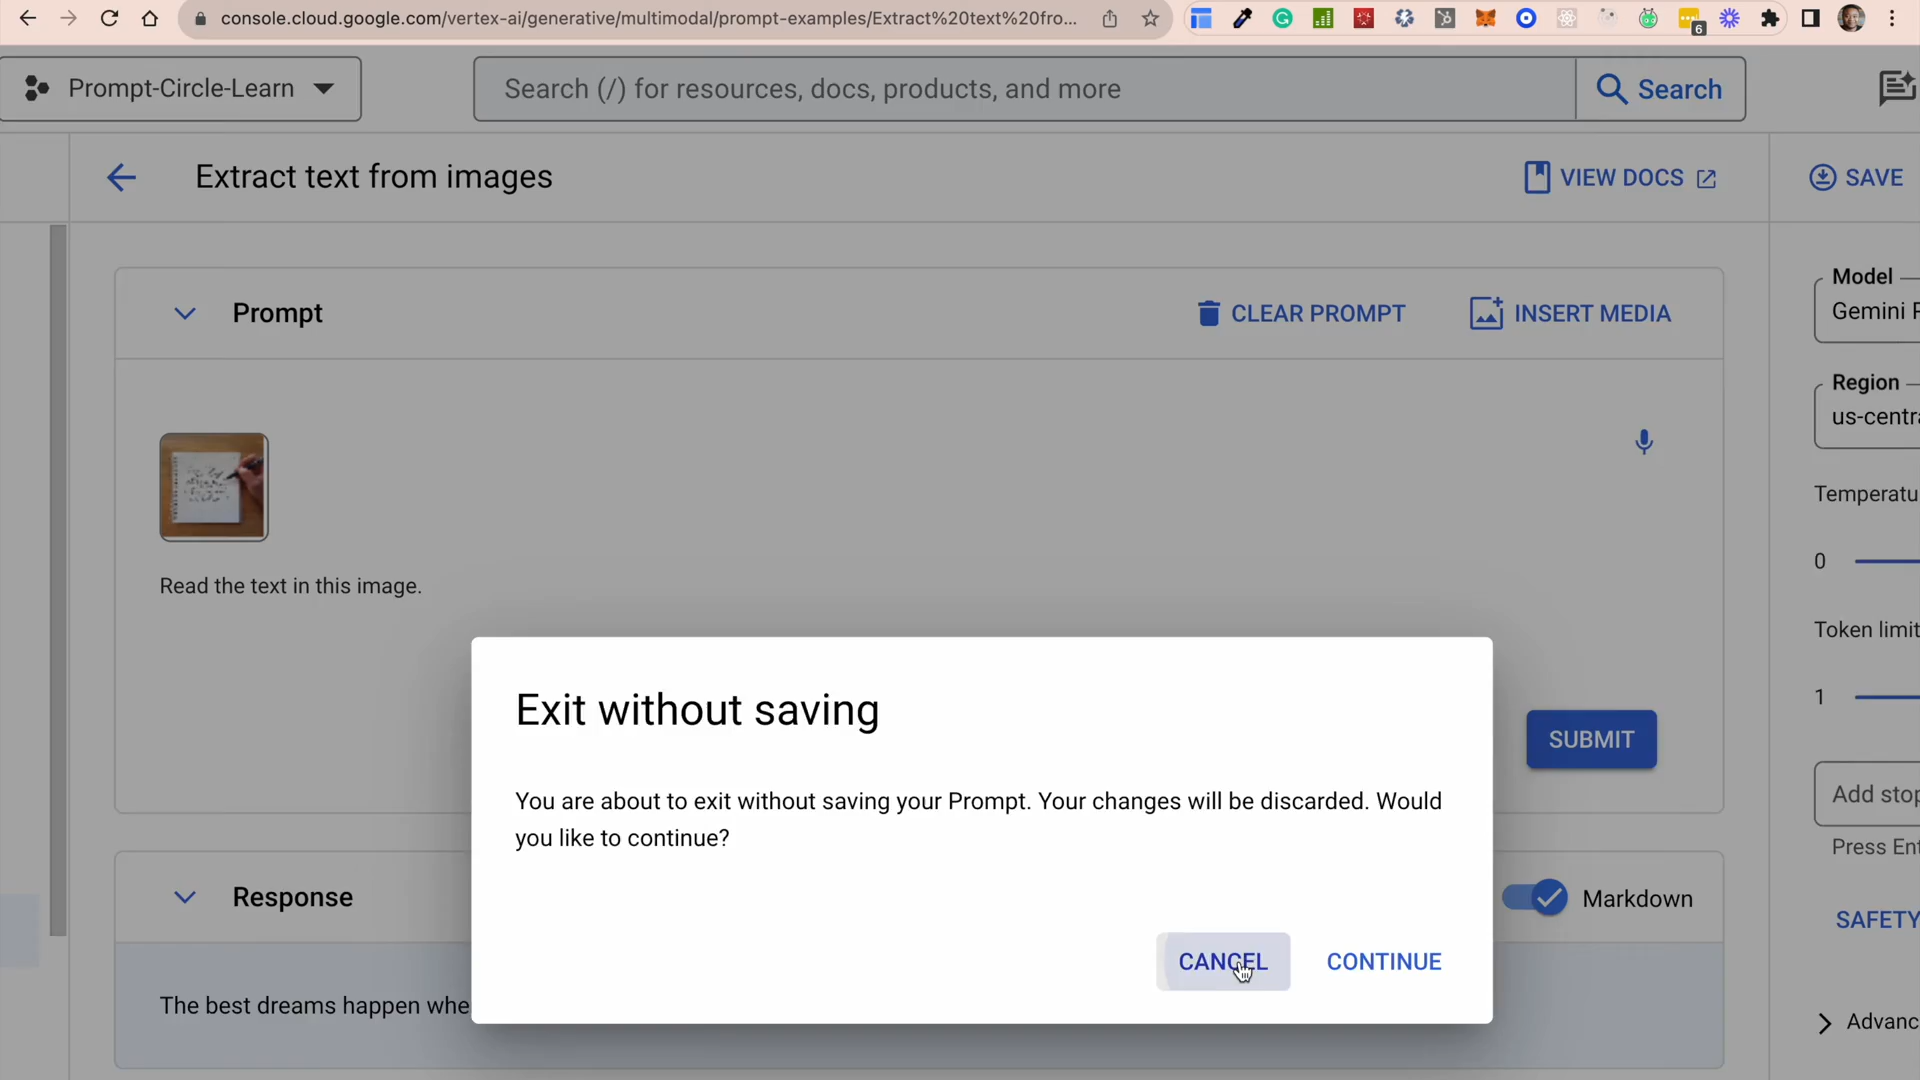 console.cloud.google.com/vertex-ai/generative/multimodal/prompt-examples/Extract%20text%20fro...
6
Prompt-Circle-Learn
Search (/) for resources, docs, products, and more
Search
Extract text from images
VIEW DOCS
SAVE
Prompt
CLEAR PROMPT
INSERT MEDIA
Model
Gemini
Region
us-centr
Read the text in this image.
Temperatu
0
Token limit
1
Exit without saving
You are about to exit without saving your Prompt. Your changes will be discarded. Would
you like to continue?
CANCEL
CONTINUE
SUBMIT
Add stop
Press Ent
Response
Markdown
SAFETY
The best dreams happen whe
Advanc